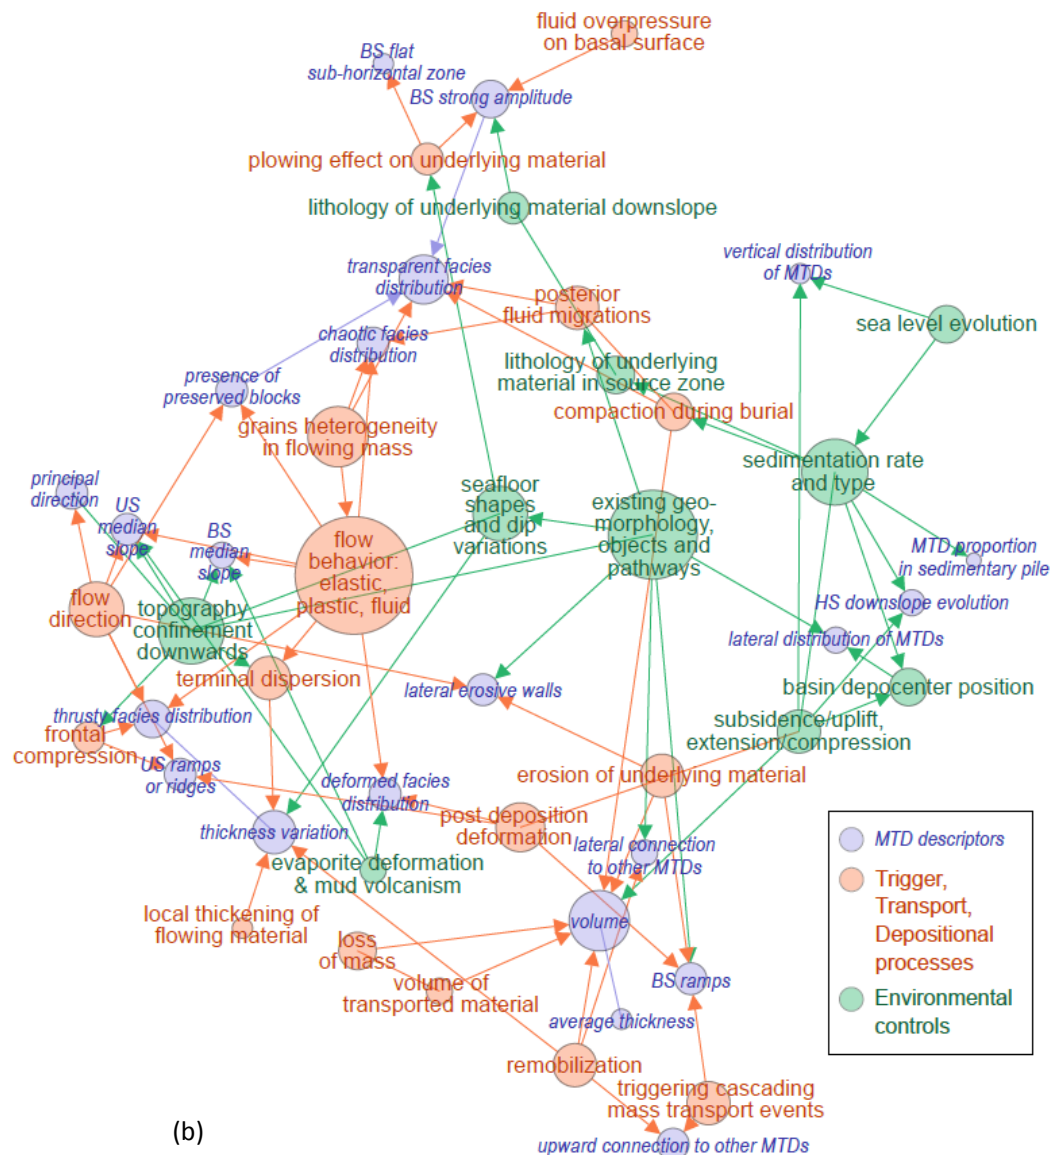 fluid overpressure
on basal surface
BS flat
sub-horizontal zone
BS strong amplitude
plowing effect on underlying material
lithology of underlying material downslope
vertical distribution
of MTDs
transparent facies
distribution
posterior
fluid migrations
sea level evolution
chaotic facies
distribution
lithology of underlying
material in source zone
presence of
preserved blocks
compaction during burial
grains heterogeneity
in flowing mass
sedimentation rate
and type
principal
direction
seafloor
shapes
and dip
variations
existing geo-
morphology,
objects and
pathways
US
median
slope
BS
median
slope
flow
behavior:
elastic,
plastic, fluid
MTD proportion
in sedimentary pile
flow
direction
topography
confinement
downwards
HS downslope evolution
lateral distribution of MTDs
terminal dispersion
lateral erosive walls
basin depocenter position
thrusty facies distribution
subsidence/uplift,
extension/compression
frontal
compression
US ramps
or ridges
erosion of underlying material
deformed facies
distribution
post deposition
deformation
thickness variation
lateral connection
to other MTDs
evaporite deformation
& mud volcanism
local thickening of
flowing material
volume
loss
of mass
volume of
transported material
BS ramps
average thickness
remobilization
triggering cascading
mass transport events
upward connection to other MTDs
MTD descriptors
Trigger,
Transport,
Depositional
processes
Environmental
controls
(b)